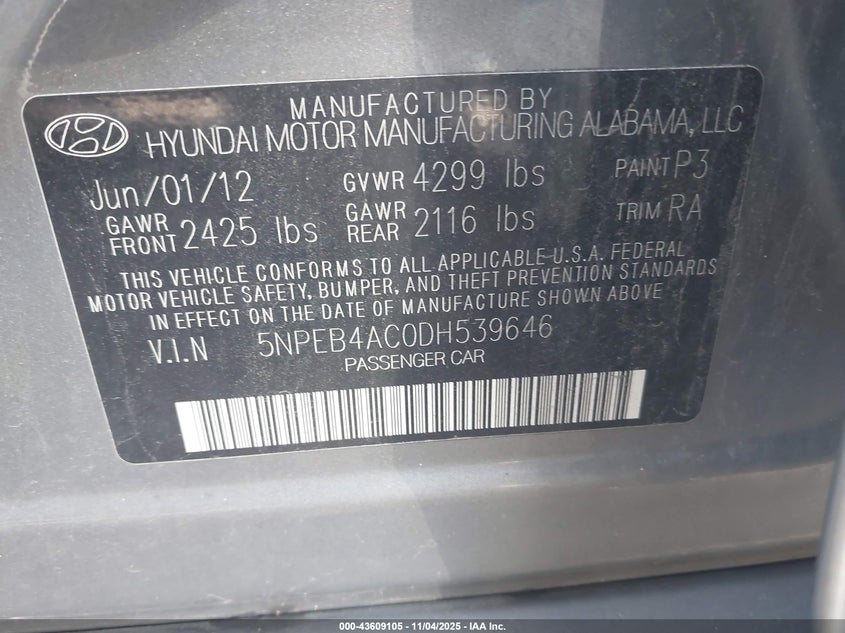 MANUFACTURED BY
HYUNDAI MOTOR MANUFACTURING ALABAMA, LLC
Jun/01/12 GVWR 4299 lbs PAINT P3
GAWR FRONT 2425 lbs GAWR REAR 2116 lbs TRIM RA
THIS VEHICLE CONFORMS TO ALL APPLICABLE U.S.A. FEDERAL
MOTOR VEHICLE SAFETY, BUMPER, AND THEFT PREVENTION STANDARDS
IN EFFECT ON THE DATE OF MANUFACTURE SHOWN ABOVE
V.I.N 5NPEB4AC0DH539646
PASSENGER CAR
000-43609105 - 11/04/2025 - IAA Inc.